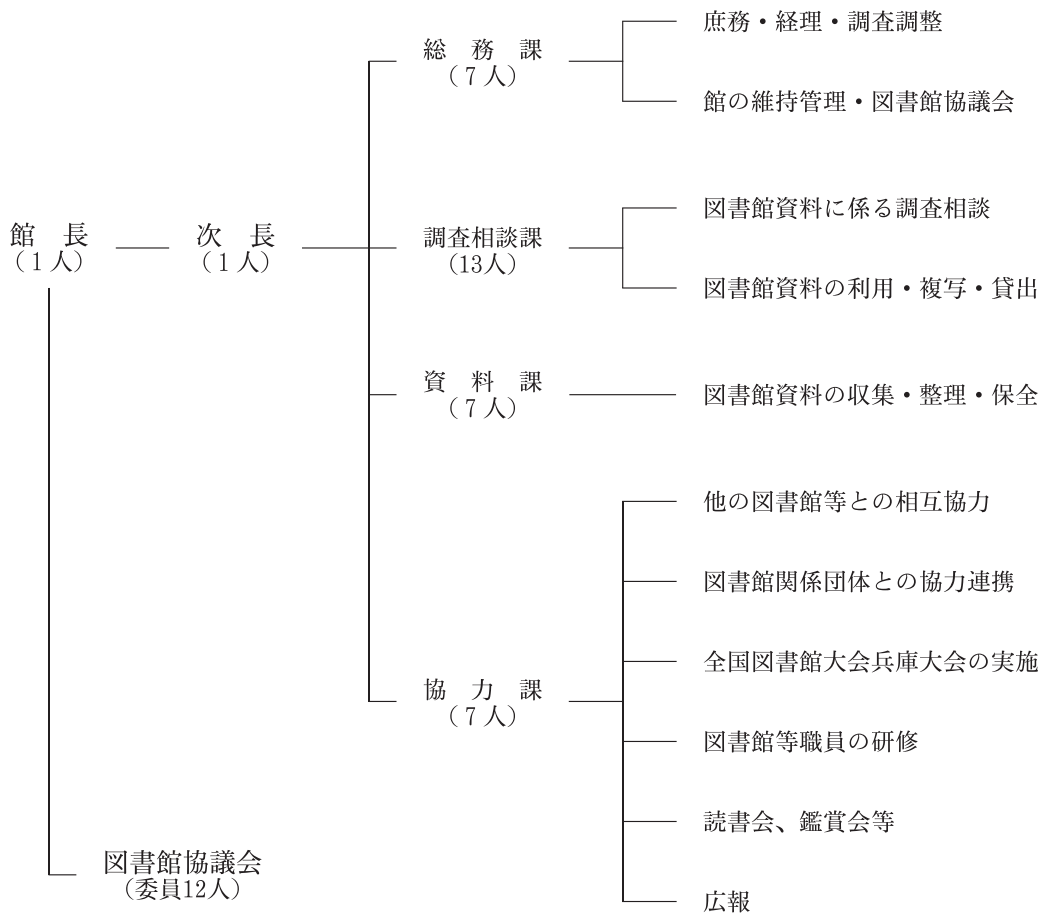 館　長
（１人）
次　長
（１人）
総　務　課
（７人）
庶務・経理・調査調整
館の維持管理・図書館協議会
調査相談課
（13人）
図書館資料に係る調査相談
図書館資料の利用・複写・貸出
資　料　課
（７人）
図書館資料の収集・整理・保全
協　力　課
（７人）
他の図書館等との相互協力
図書館関係団体との協力連携
全国図書館大会兵庫大会の実施
図書館等職員の研修
読書会、鑑賞会等
広報
図書館協議会
（委員12人）